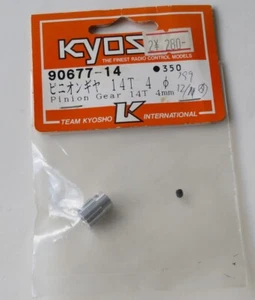 KYOS
2¥280-
THE FINEST RADIO CONTROL MODELS
90677-14
●350
ピニオンギヤ 14T 4φ
Pinion Gear 14T 4mm
TEAM KYOSHO K INTERNATIONAL